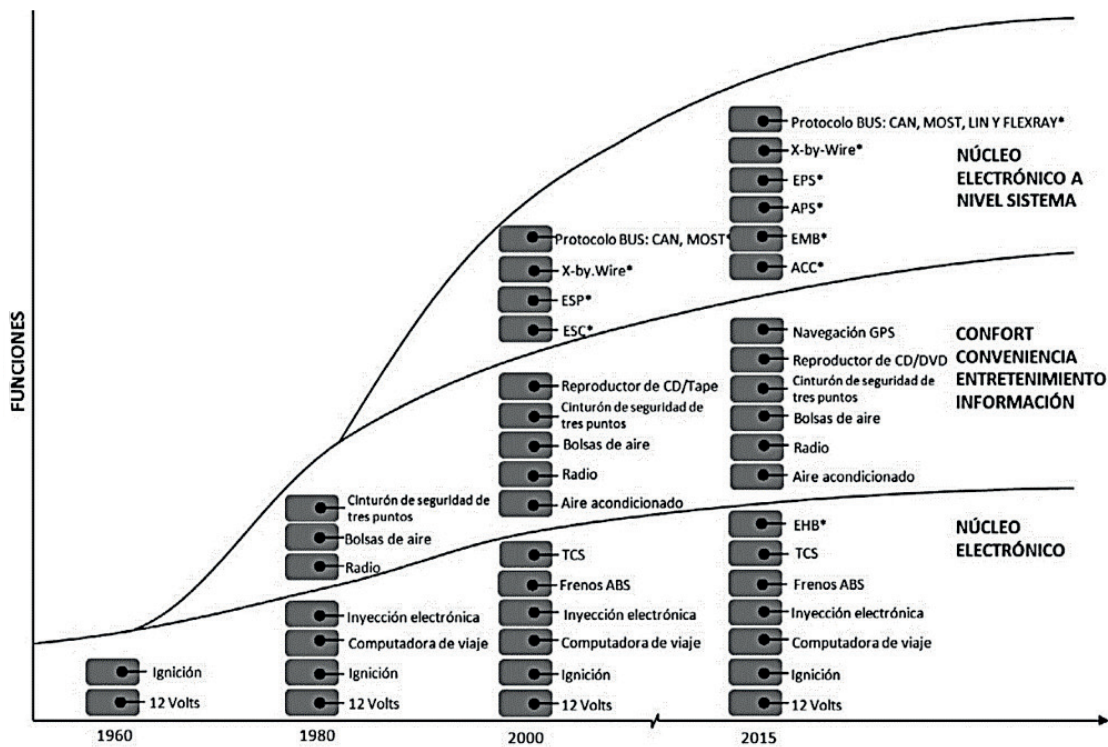 FUNCIONES
Protocolo BUS: CAN, MOST, LIN Y FLEXRAY*
X-by-Wire*
EPS*
APS*
EMB*
ACC*
NÚCLEO
ELECTRÓNICO A
NIVEL SISTEMA
Protocolo BUS: CAN, MOST*
X-by.Wire*
ESP*
ESC*
Navegación GPS
Reproductor de CD/DVD
Cinturón de seguridad de
tres puntos
Bolsas de aire
Radio
Aire acondicionado
CONFORT
CONVENIENCIA
ENTRETENIMIENTO
INFORMACIÓN
Reproductor de CD/Tape
Cinturón de seguridad de
tres puntos
Bolsas de aire
Radio
Aire acondicionado
Cinturón de seguridad de
tres puntos
Bolsas de aire
Radio
NÚCLEO
ELECTRÓNICO
Ignición
12 Volts
Inyección electrónica
Computadora de viaje
Ignición
12 Volts
TCS
Frenos ABS
Inyección electrónica
Computadora de viaje
Ignición
12 Volts
EHB*
TCS
Frenos ABS
Inyección electrónica
Computadora de viaje
Ignición
12 Volts
1960
1980
2000
2015